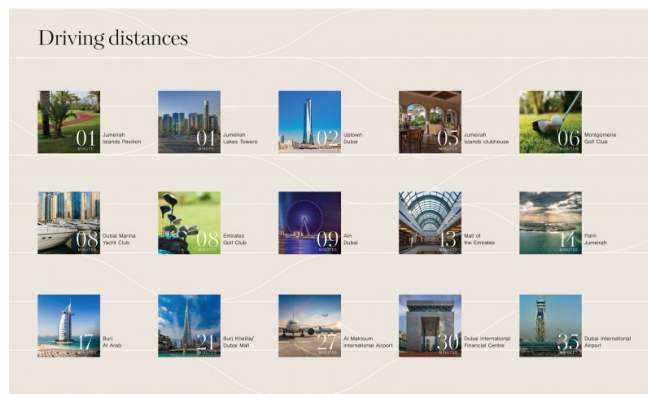 Driving distances
01
MINUTE
Jumeirah
Islands Pavilion
01
MINUTE
Jumeirah
Lakes Towers
02
MINUTES
Uptown
Dubai
05
MINUTES
Jumeirah
Islands clubhouse
06
MINUTES
Montgomerie
Golf Club
08
MINUTES
Dubai Marina
Yacht Club
08
MINUTES
Emirates
Golf Club
09
MINUTES
Ain
Dubai
13
MINUTES
Mall of
the Emirates
14
MINUTES
Palm
Jumeirah
17
MINUTES
Burj
Al Arab
21
MINUTES
Burj Khalifa/
Dubai Mall
27
MINUTES
Al Maktoum
International Airport
30
MINUTES
Dubai International
Financial Centre
35
MINUTES
Dubai International
Airport